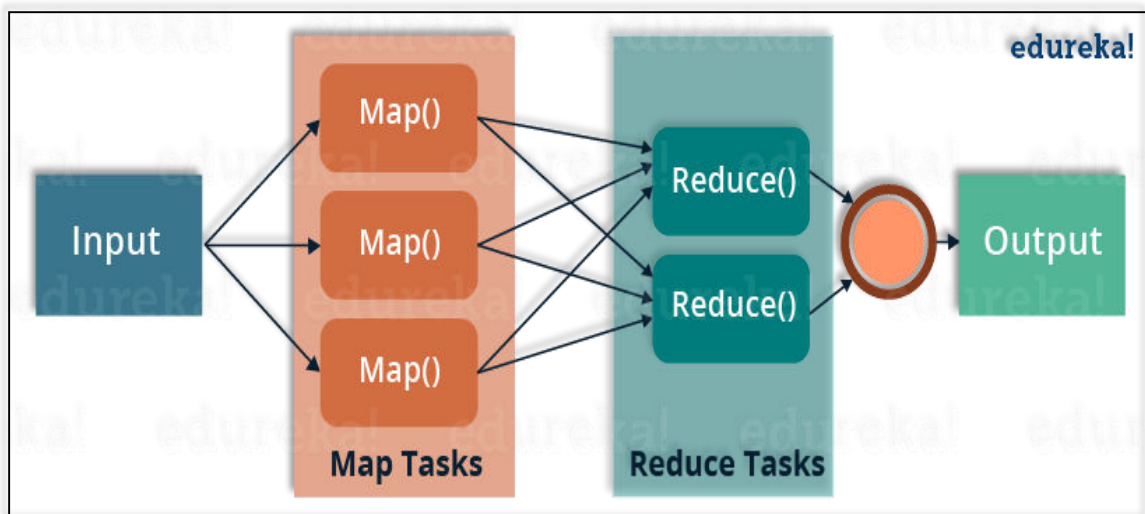 edureka!
Input
Map()
Map()
Map()
Map Tasks
Reduce()
Reduce()
Reduce Tasks
Output